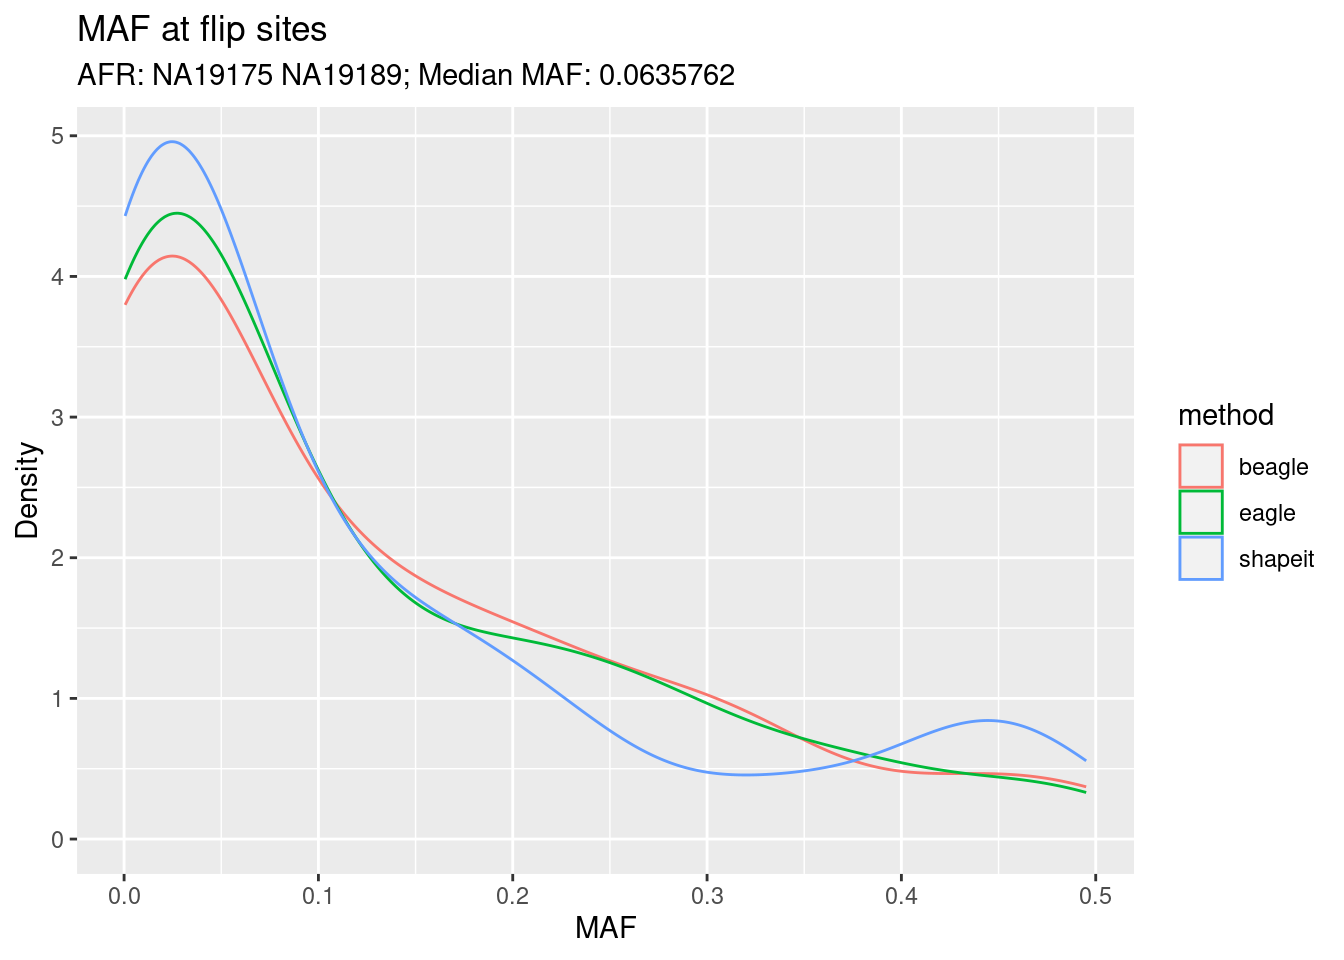 MAF at flip sites
AFR: NA19175 NA19189; Median MAF: 0.0635762
5
4
3
2
1
0
Density
0.0 0.1 0.2 0.3 0.4 0.5
MAF
method
beagle
eagle
shapeit